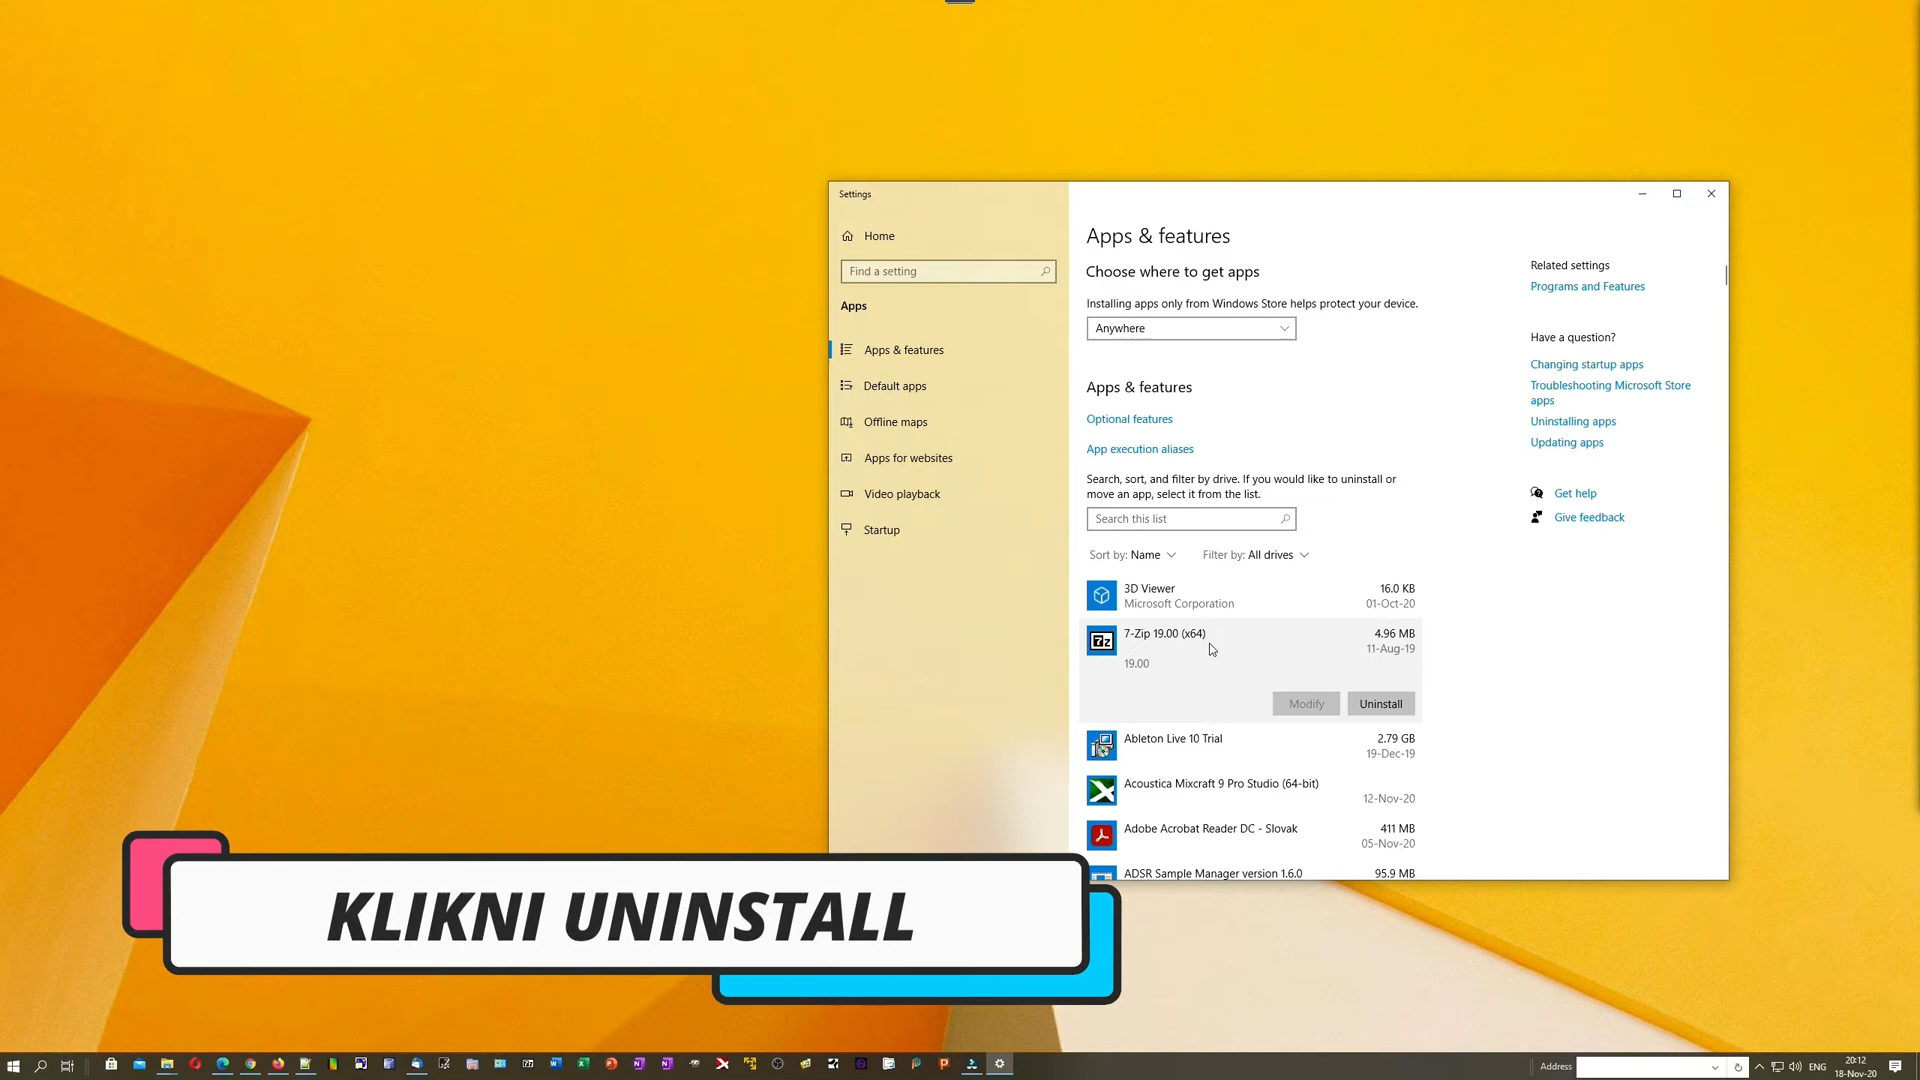 Settings
Home
Find a setting
Apps
Apps & features
Default apps
Offline maps
Apps for websites
Video playback
Startup
Apps & features
Choose where to get apps
Installing apps only from Windows Store helps protect your device.
Anywhere
Apps & features
Optional features
App execution aliases
Search, sort, and filter by drive. If you would like to uninstall or
move an app, select it from the list.
Search this list
Sort by: Name
Filter by: All drives
3D Viewer
16.0 KB
Microsoft Corporation
01-Oct-20
7-Zip 19.00 (x64)
4.96 MB
11-Aug-19
19.00
Modify
Uninstall
Ableton Live 10 Trial
2.79 GB
19-Dec-19
Acoustica Mixcraft 9 Pro Studio (64-bit)
12-Nov-20
Adobe Acrobat Reader DC - Slovak
411 MB
05-Nov-20
ADSR Sample Manager version 1.6.0
95.9 MB
Related settings
Programs and Features
Have a question?
Changing startup apps
Troubleshooting Microsoft Store
apps
Uninstalling apps
Updating apps
Get help
Give feedback
KLIKNI UNINSTALL
Address
ENG
20:12
18-Nov-20